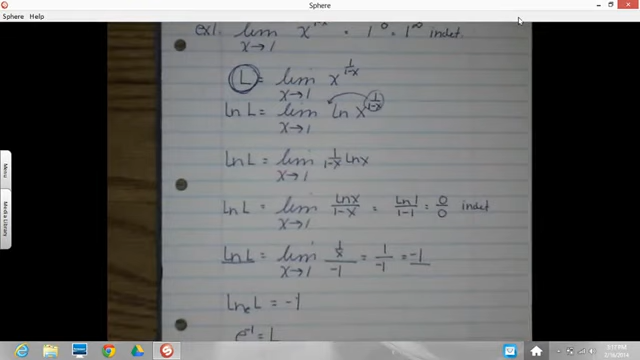 Sphere
Sphere Help
ex1. lim x→1 x^(1/1-x) = 1^(1/0) = 1^∞ indet.
L = lim x→1 x^(1/1-x)
ln L = lim x→1 ln x^(1/1-x)
ln L = lim x→1 1/1-x ln x
ln L = lim x→1 ln x/1-x = ln 1/1-1 = 0/0 indet
ln L = lim x→1 1/x/-1 = 1/-1 = -1
ln_e L = -1
e^-1 = L
Menu
Media Library